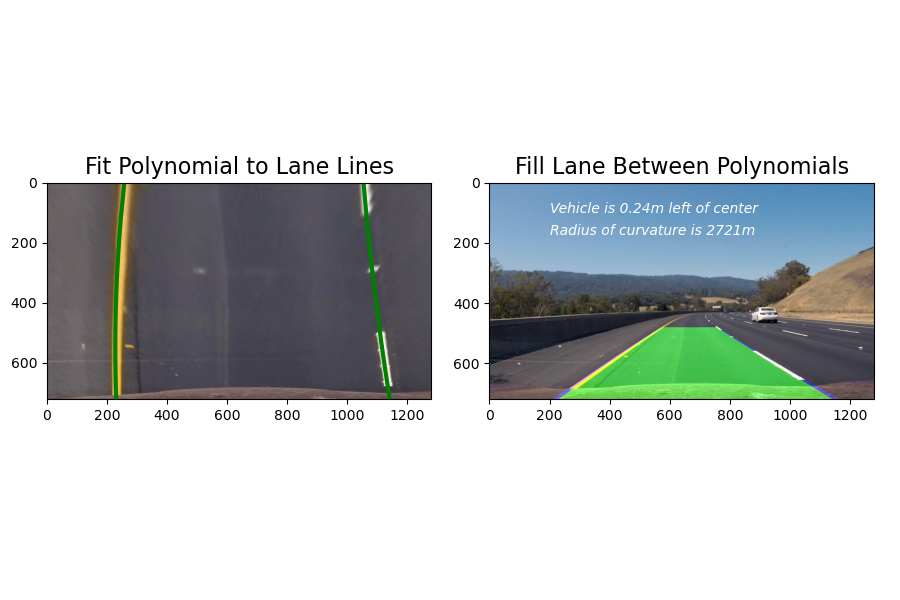 Fit Polynomial to Lane Lines
0
200
400
600
0 200 400 600 800 1000 1200
Fill Lane Between Polynomials
Vehicle is 0.24m left of center
Radius of curvature is 2721m
0
200
400
600
0 200 400 600 800 1000 1200